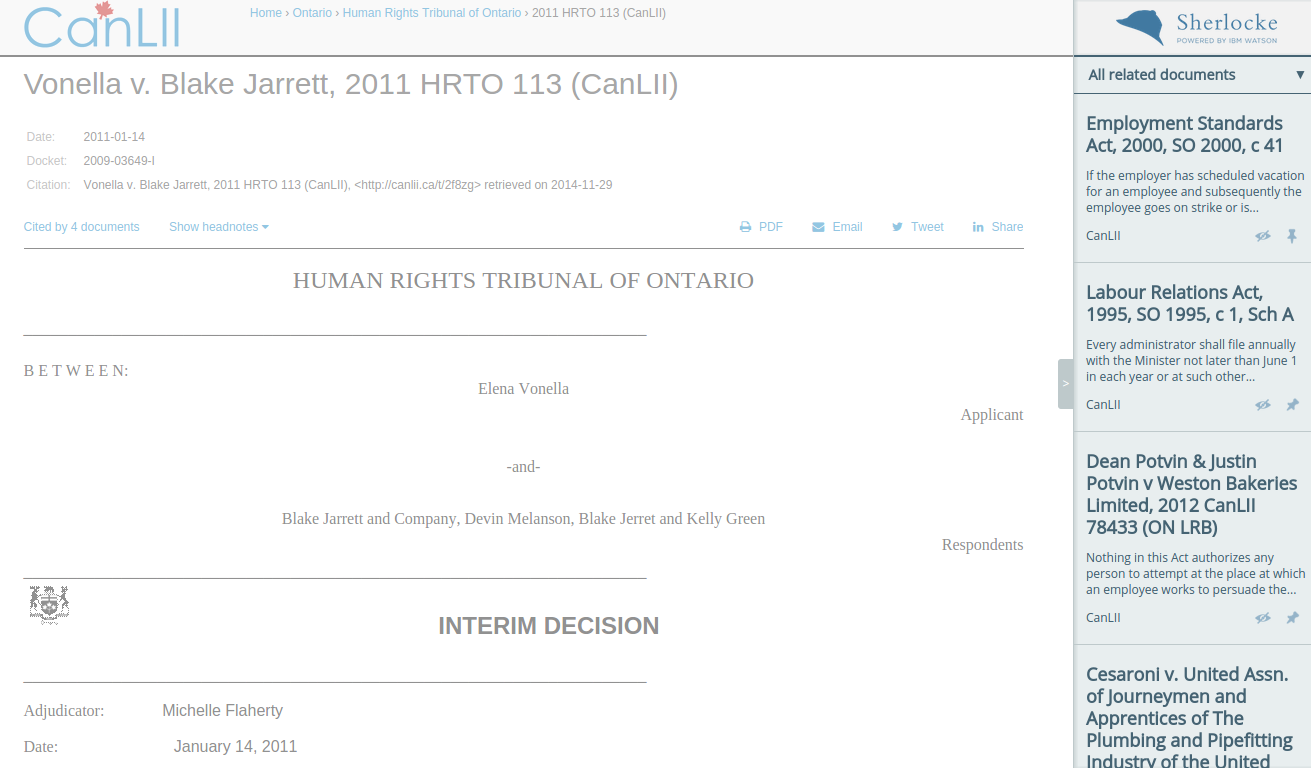 CanLII
Home › Ontario › Human Rights Tribunal of Ontario › 2011 HRTO 113 (CanLII)
Vonella v. Blake Jarrett, 2011 HRTO 113 (CanLII)
Date: 2011-01-14
Docket: 2009-03649-I
Citation: Vonella v. Blake Jarrett, 2011 HRTO 113 (CanLII), <http://canlii.ca/t/2f8zg> retrieved on 2014-11-29
Cited by 4 documents Show headnotes PDF Email Tweet Share
HUMAN RIGHTS TRIBUNAL OF ONTARIO
B E T W E E N:
Elena Vonella
Applicant
-and-
Blake Jarrett and Company, Devin Melanson, Blake Jerret and Kelly Green
Respondents
INTERIM DECISION
Adjudicator: Michelle Flaherty
Date: January 14, 2011
>
Sherlocke
POWERED BY IBM WATSON
All related documents ▼
Employment Standards
Act, 2000, SO 2000, c 41
If the employer has scheduled vacation
for an employee and subsequently the
employee goes on strike or is...
CanLII
Labour Relations Act,
1995, SO 1995, c 1, Sch A
Every administrator shall file annually
with the Minister not later than June 1
in each year or at such other...
CanLII
Dean Potvin & Justin
Potvin v Weston Bakeries
Limited, 2012 CanLII
78433 (ON LRB)
Nothing in this Act authorizes any
person to attempt at the place at which
an employee works to persuade the...
CanLII
Cesaroni v. United Assn.
of Journeymen and
Apprentices of The
Plumbing and Pipefitting
Industry of the United